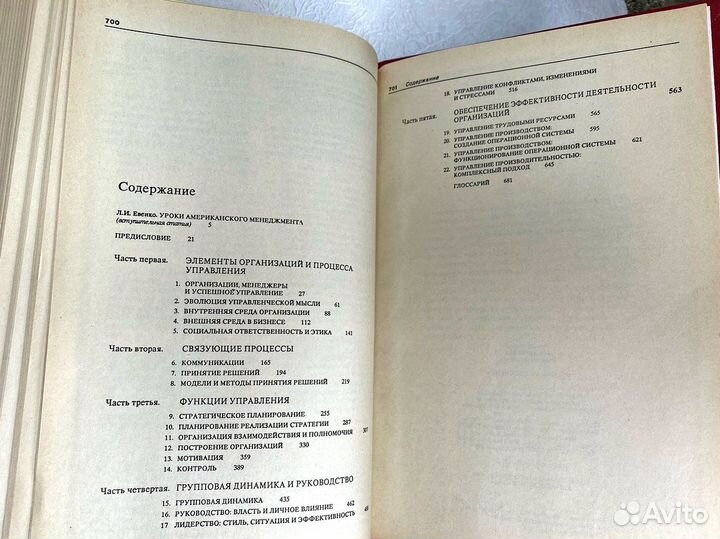 700
Содержание
Л.И. Евенко. УРОКИ АМЕРИКАНСКОГО МЕНЕДЖМЕНТА
(вступительная статья) 5
ПРЕДИСЛОВИЕ 21
Часть первая. ЭЛЕМЕНТЫ ОРГАНИЗАЦИЙ И ПРОЦЕССА
УПРАВЛЕНИЯ
1. ОРГАНИЗАЦИИ, МЕНЕДЖЕРЫ
И УСПЕШНОЕ УПРАВЛЕНИЕ 27
2. ЭВОЛЮЦИЯ УПРАВЛЕНЧЕСКОЙ МЫСЛИ 61
3. ВНУТРЕННЯЯ СРЕДА ОРГАНИЗАЦИИ 88
4. ВНЕШНЯЯ СРЕДА В БИЗНЕСЕ 112
5. СОЦИАЛЬНАЯ ОТВЕТСТВЕННОСТЬ И ЭТИКА 141
Часть вторая. СВЯЗУЮЩИЕ ПРОЦЕССЫ
6. КОММУНИКАЦИИ 165
7. ПРИНЯТИЕ РЕШЕНИЙ 194
8. МОДЕЛИ И МЕТОДЫ ПРИНЯТИЯ РЕШЕНИЙ 219
Часть третья. ФУНКЦИИ УПРАВЛЕНИЯ
9. СТРАТЕГИЧЕСКОЕ ПЛАНИРОВАНИЕ 255
10. ПЛАНИРОВАНИЕ РЕАЛИЗАЦИИ СТРАТЕГИИ 287
11. ОРГАНИЗАЦИЯ ВЗАИМОДЕЙСТВИЯ И ПОЛНОМОЧИЯ 307
12. ПОСТРОЕНИЕ ОРГАНИЗАЦИЙ 330
13. МОТИВАЦИЯ 359
14. КОНТРОЛЬ 389
Часть четвертая. ГРУППОВАЯ ДИНАМИКА И РУКОВОДСТВО
15. ГРУППОВАЯ ДИНАМИКА 435
16. РУКОВОДСТВО: ВЛАСТЬ И ЛИЧНОЕ ВЛИЯНИЕ 462
17 ЛИДЕРСТВО: СТИЛЬ, СИТУАЦИЯ И ЭФФЕКТИВНОСТЬ
701 Содержание
18. УПРАВЛЕНИЕ КОНФЛИКТАМИ, ИЗМЕНЕНИЯМИ
И СТРЕССАМИ 516
Часть пятая. ОБЕСПЕЧЕНИЕ ЭФФЕКТИВНОСТИ ДЕЯТЕЛЬНОСТИ
ОРГАНИЗАЦИЙ 563
19. УПРАВЛЕНИЕ ТРУДОВЫМИ РЕСУРСАМИ 565
20. УПРАВЛЕНИЕ ПРОИЗВОДСТВОМ:
СОЗДАНИЕ ОПЕРАЦИОННОЙ СИСТЕМЫ 595
21. УПРАВЛЕНИЕ ПРОИЗВОДСТВОМ:
ФУНКЦИОНИРОВАНИЕ ОПЕРАЦИОННОЙ СИСТЕМЫ 621
22. УПРАВЛЕНИЕ ПРОИЗВОДИТЕЛЬНОСТЬЮ:
КОМПЛЕКСНЫЙ ПОДХОД 645
ГЛОССАРИЙ 681
Avito